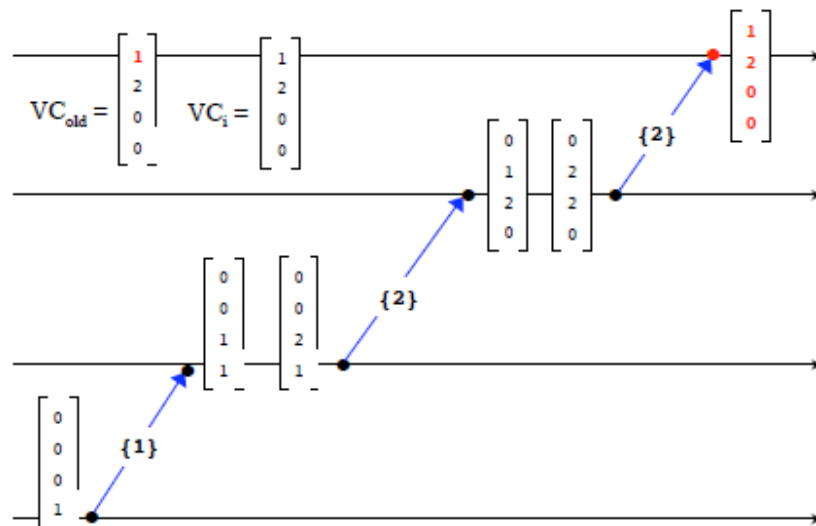 VCold = [1 2 0 0] VCi = [1 2 0 0] [1 2 0 0]
{2}
[0 1 2 0] [0 2 2 0]
{2}
[0 0 1 1] [0 0 2 1]
{1}
[0 0 0 1]